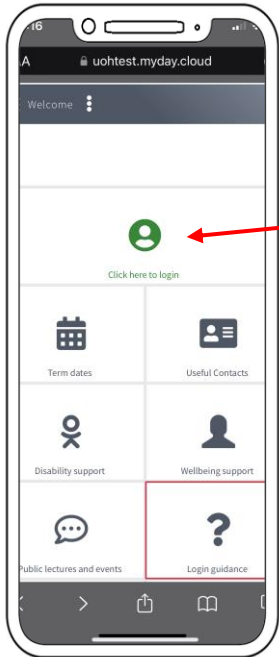 16
A uohtest.myday.cloud
Welcome
Click here to login
Term dates Useful Contacts
Disability support Wellbeing support
Public lectures and events Login guidance